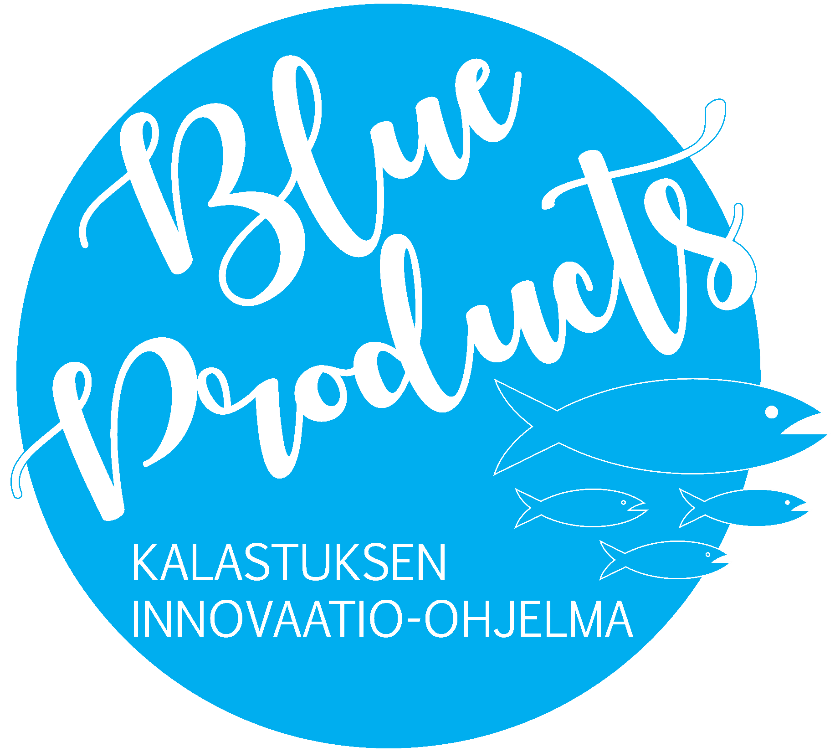 Blue
Products
KALASTUKSEN
INNOVAATIO-OHJELMA